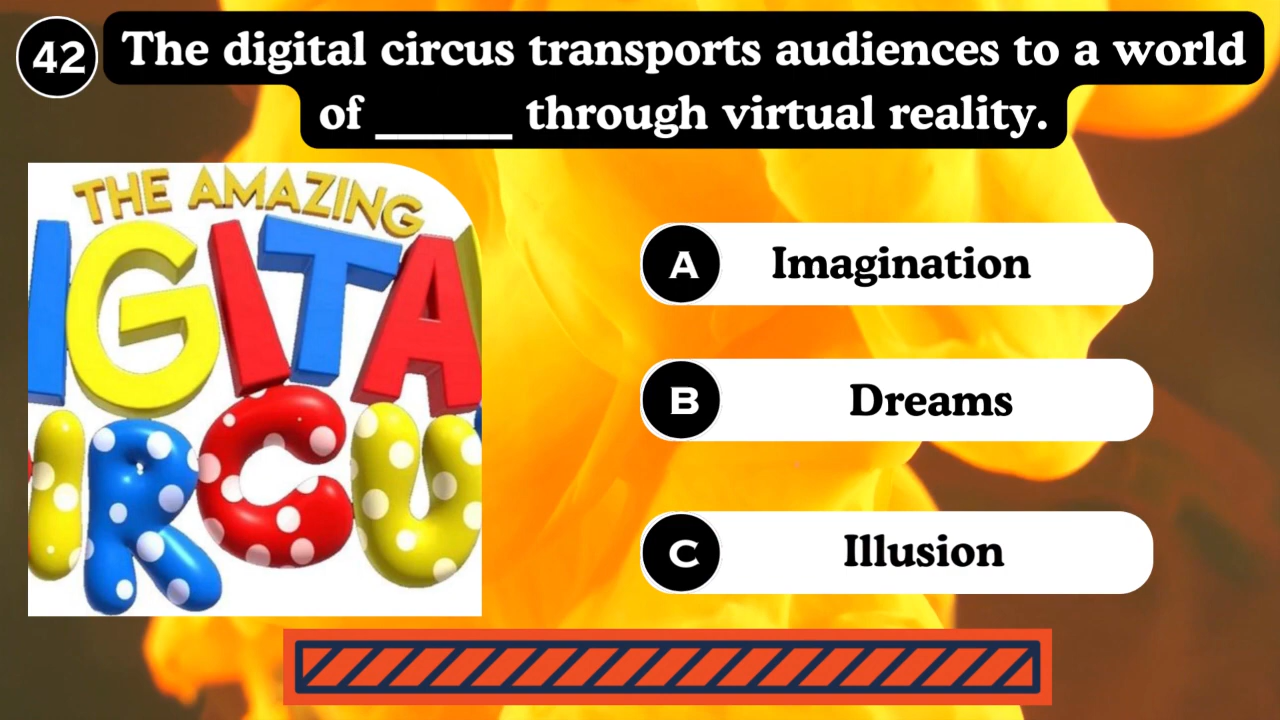 42
The digital circus transports audiences to a world
of ______ through virtual reality.
THE AMAZING
IGITA
IRCU
A Imagination
B Dreams
C Illusion